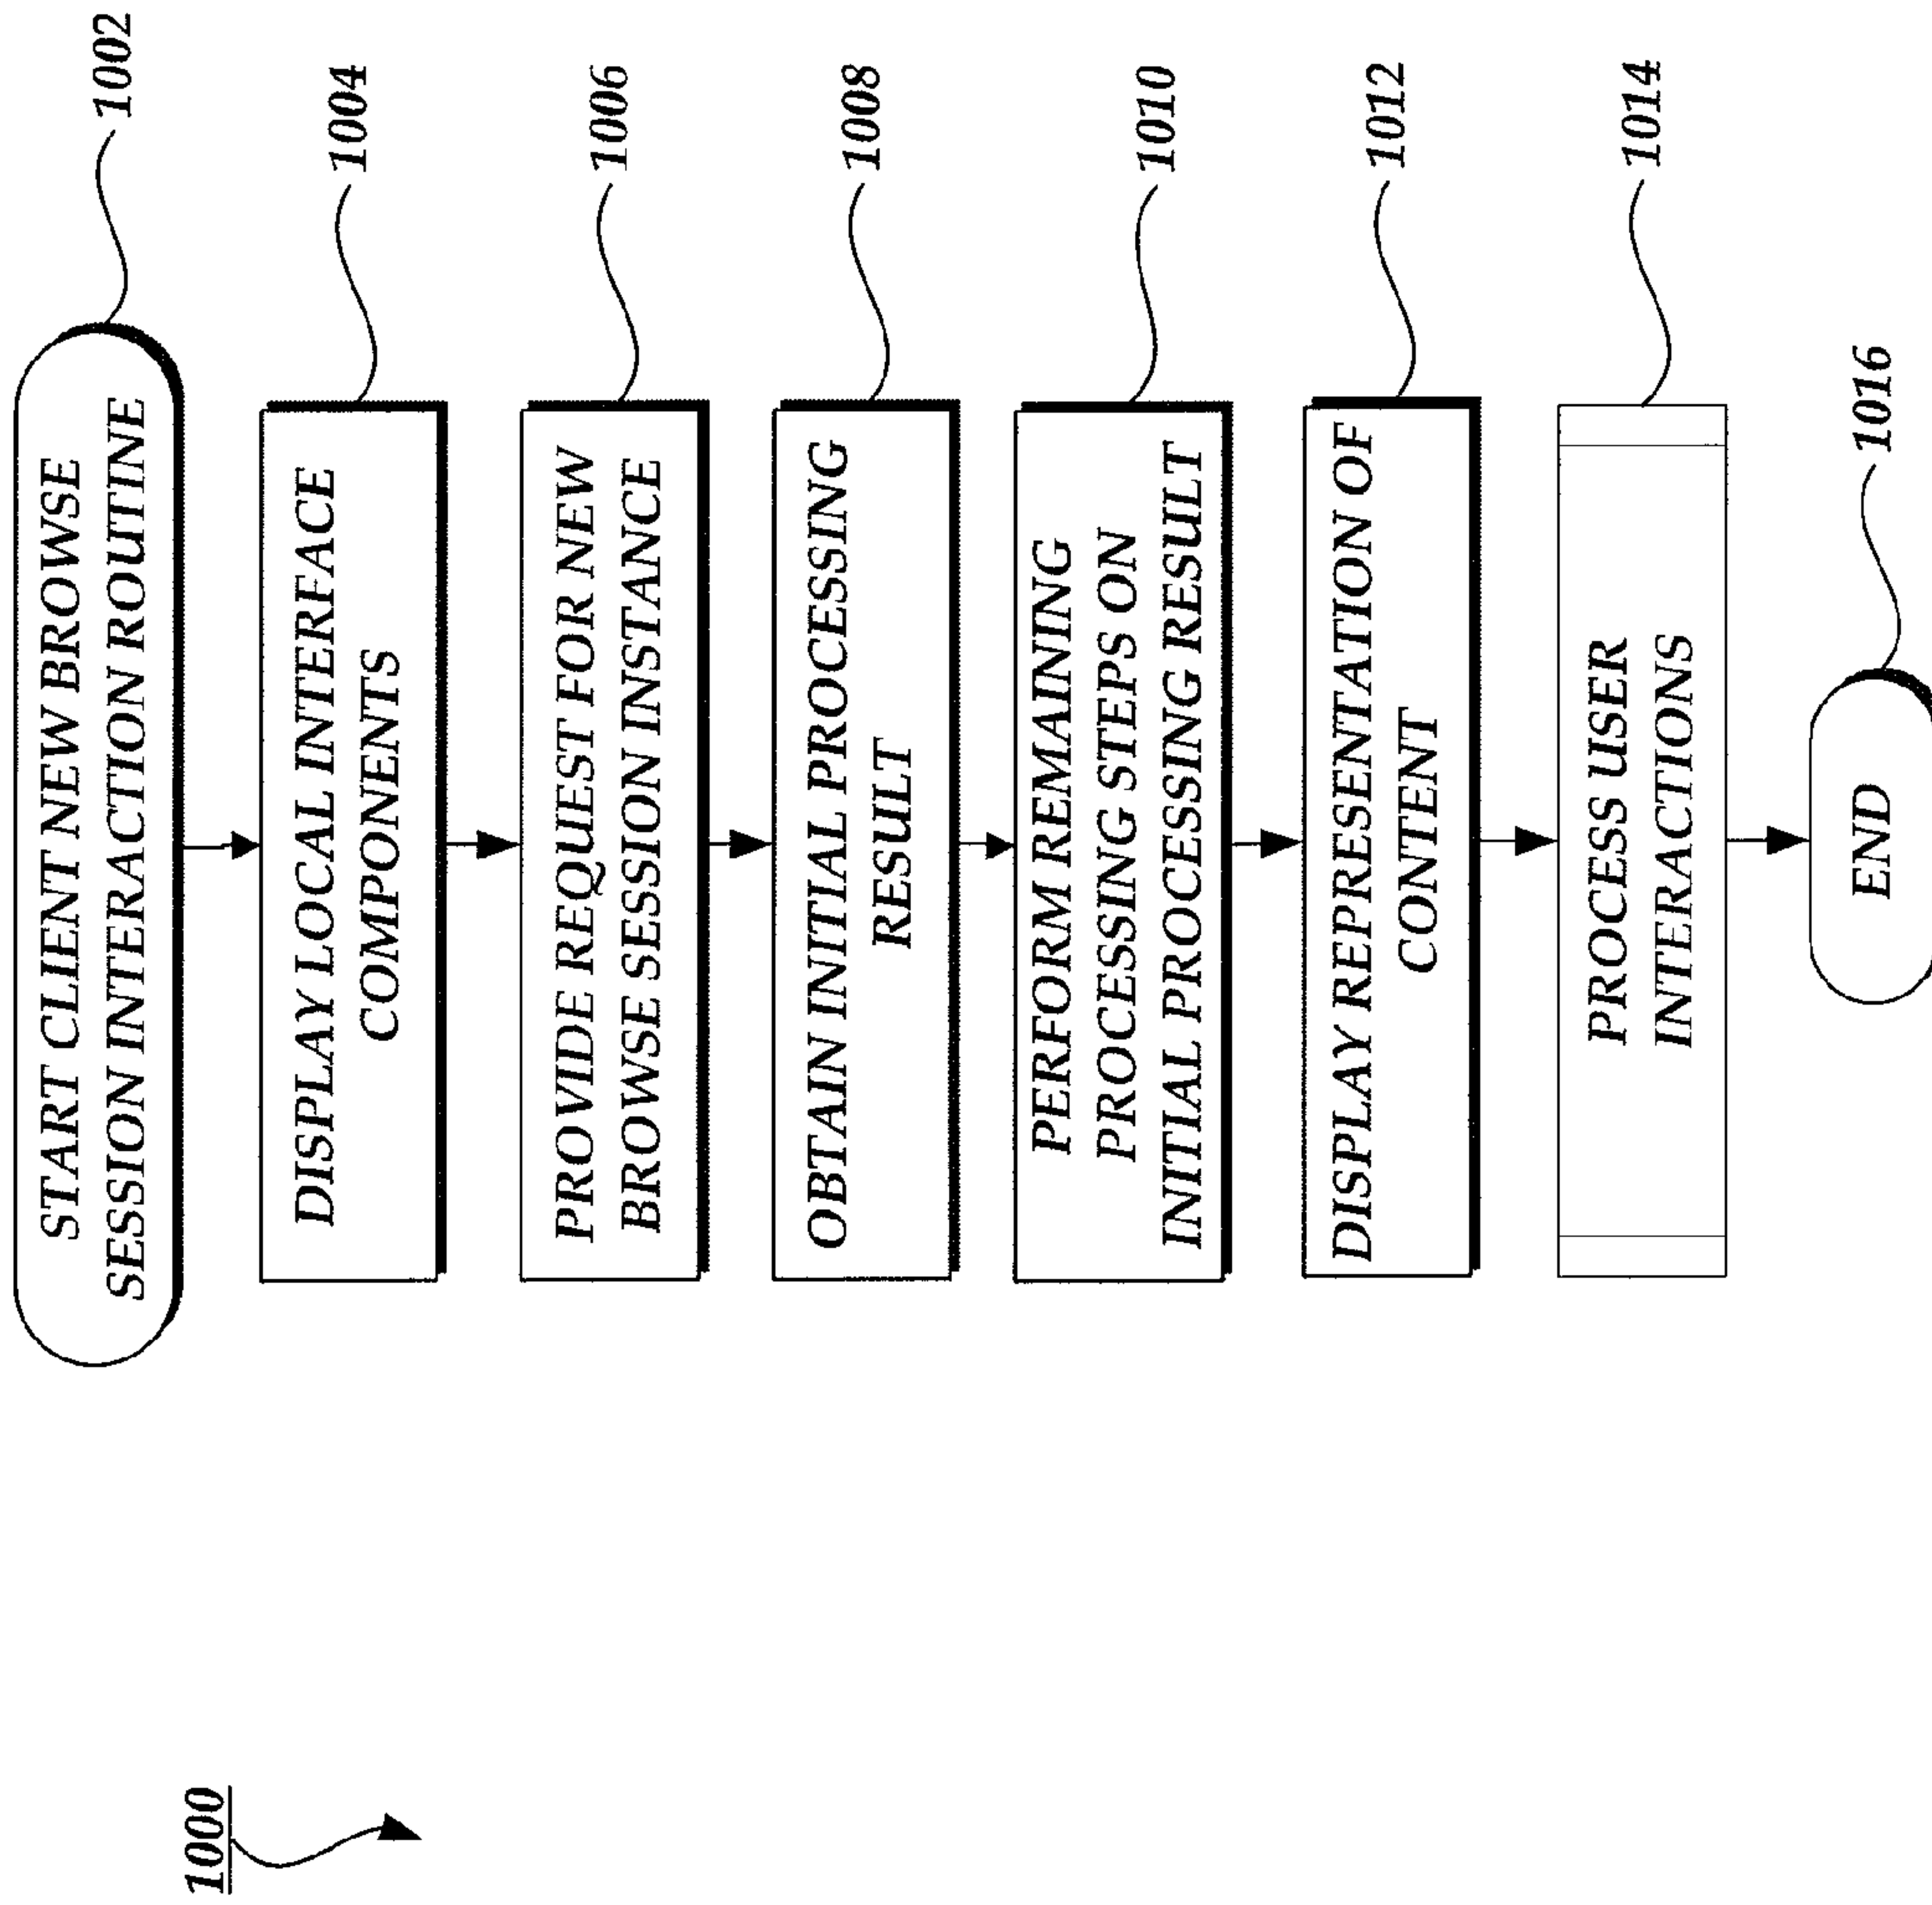 1000
START CLIENT NEW BROWSE
SESSION INTERACTION ROUTINE
1002
DISPLAY LOCAL INTERFACE
COMPONENTS
1004
PROVIDE REQUEST FOR NEW
BROWSE SESSION INSTANCE
1006
OBTAIN INITIAL PROCESSING
RESULT
1008
PERFORM REMAINING
PROCESSING STEPS ON
INITIAL PROCESSING RESULT
1010
DISPLAY REPRESENTATION OF
CONTENT
1012
PROCESS USER
INTERACTIONS
1014
END
1016